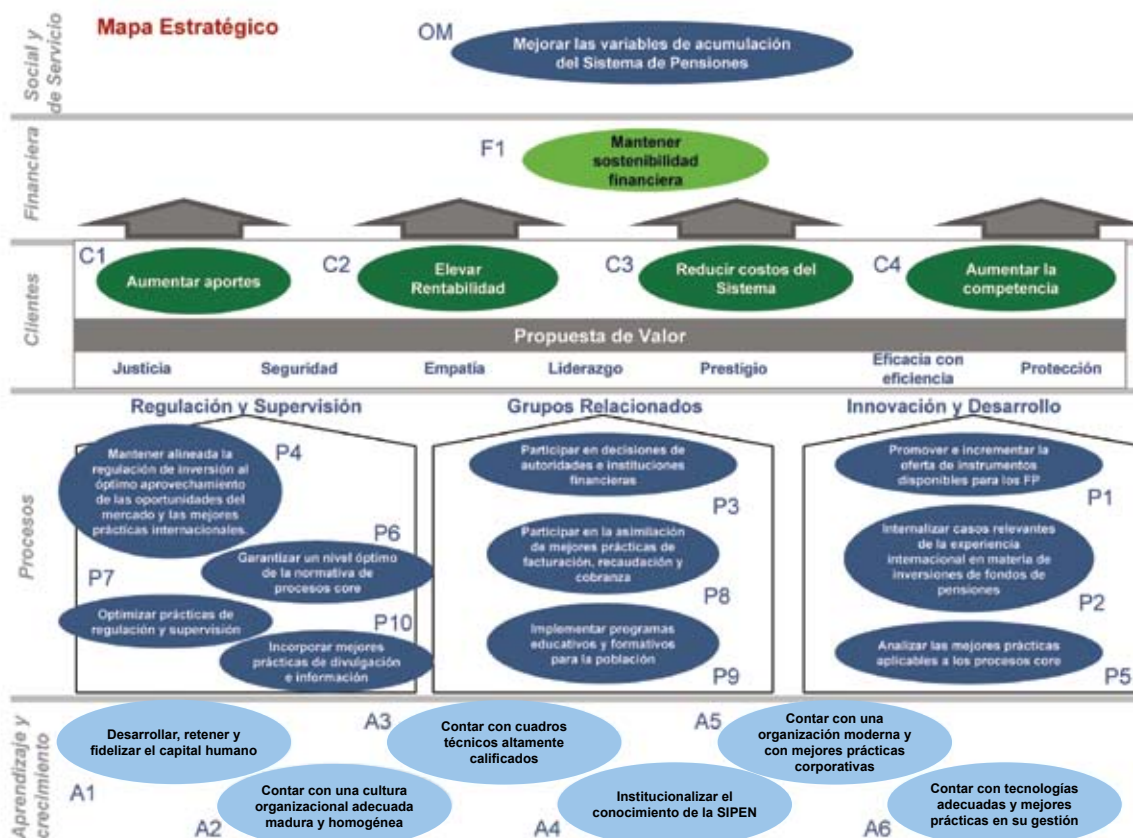 Mapa Estratégico
Social y
de Servicio
OM
Mejorar las variables de acumulación
del Sistema de Pensiones
Financiera
F1
Mantener
sostenibilidad
financiera
Clientes
C1
Aumentar aportes
C2
Elevar
Rentabilidad
C3
Reducir costos del
Sistema
C4
Aumentar la
competencia
Propuesta de Valor
Justicia
Seguridad
Empatía
Liderazgo
Prestigio
Eficacia con
eficiencia
Protección
Procesos
Regulación y Supervisión
Mantener alineada la
regulación de inversión al
óptimo aprovechamiento
de las oportunidades del
mercado y las mejores
prácticas internacionales.
P4
P6
Garantizar un nivel óptimo
de la normativa de
procesos core
P7
Optimizar prácticas de
regulación y supervisión
P10
Incorporar mejores
prácticas de divulgación
e información
Grupos Relacionados
Participar en decisiones de
autoridades e instituciones
financieras
P3
Participar en la asimilación
de mejores prácticas de
facturación, recaudación y
cobranza
P8
Implementar programas
educativos y formativos
para la población
P9
Innovación y Desarrollo
Promover e incrementar la
oferta de instrumentos
disponibles para los FP
P1
Internalizar casos relevantes
de la experiencia
internacional en materia de
inversiones de fondos de
pensiones
P2
Analizar las mejores prácticas
aplicables a los procesos core
P5
Aprendizaje y
crecimiento
Desarrollar, retener y
fidelizar el capital humano
A1
Contar con una cultura
organizacional adecuada
madura y homogénea
A2
A3
Contar con cuadros
técnicos altamente
calificados
Institucionalizar el
conocimiento de la SIPEN
A4
A5
Contar con una
organización moderna y
con mejores prácticas
corporativas
Contar con tecnologías
adecuadas y mejores
prácticas en su gestión
A6